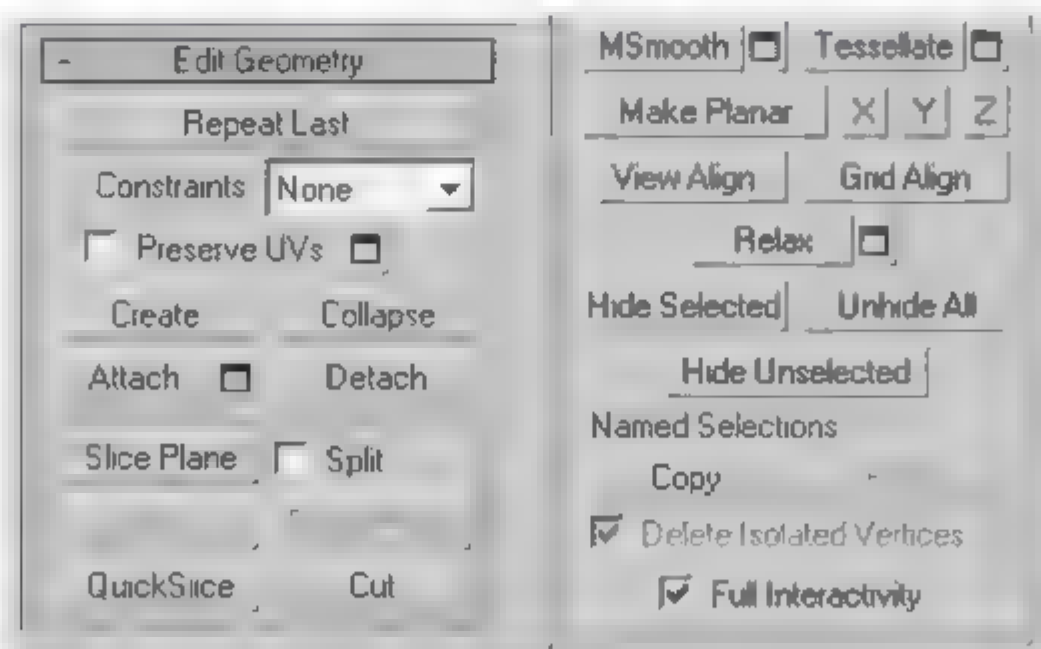 - Edit Geometry
Repeat Last
Constraints None
Preserve UVs
Create Collapse
Attach Detach
Slice Plane Split
QuickSlice Cut
MSmooth Tessellate
Make Planar X Y Z
View Align Grid Align
Relax
Hide Selected Unhide All
Hide Unselected
Named Selections
Copy
Delete Isolated Vertices
Full Interactivity